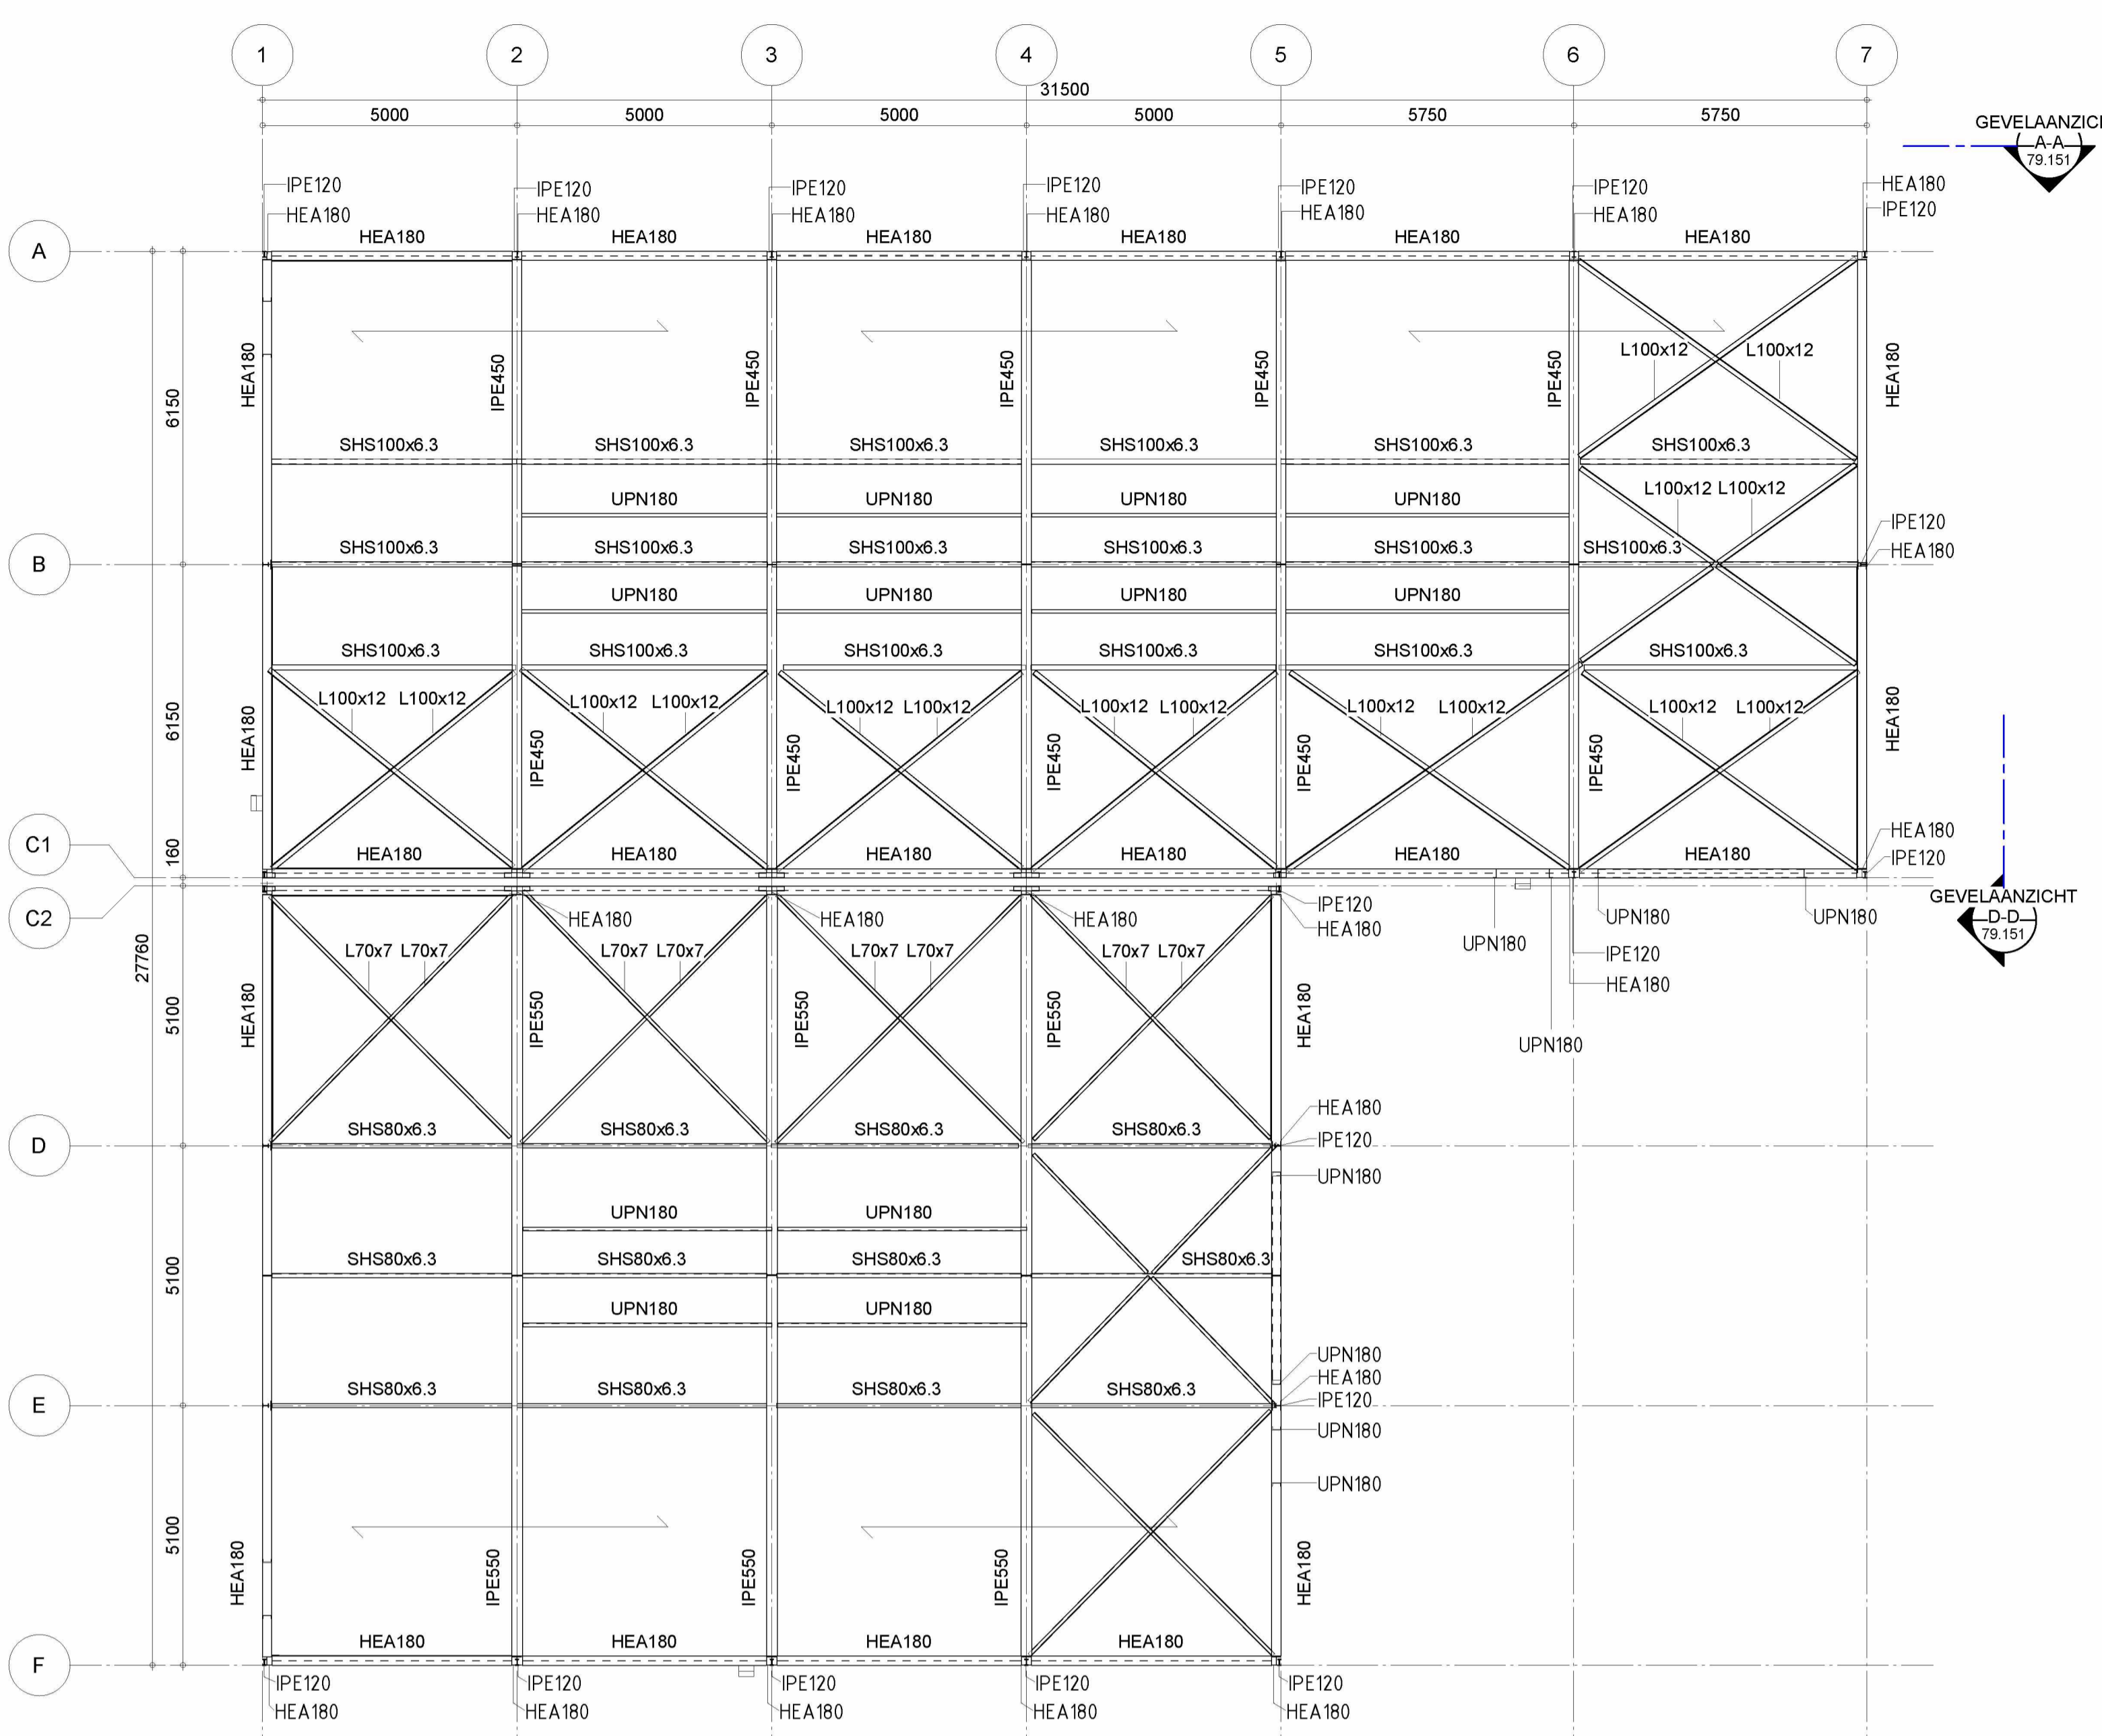 1 2 3 4 5 6 7
31500
5000 5000 5000 5000 5750 5750
GEVELAANZICH
A-A
79.151
IPE120 IPE120 IPE120 IPE120 IPE120 IPE120 HEA180
HEA180 HEA180 HEA180 HEA180 HEA180 HEA180 IPE120
A
HEA180 HEA180 HEA180 HEA180 HEA180 HEA180
6150
HEA180 IPE450 IPE450 IPE450 IPE450 IPE450 HEA180
L100x12 L100x12
SHS100x6.3 SHS100x6.3 SHS100x6.3 SHS100x6.3 SHS100x6.3 SHS100x6.3
L100x12 L100x12
UPN180 UPN180 UPN180 UPN180
IPE120
B
SHS100x6.3 SHS100x6.3 SHS100x6.3 SHS100x6.3 SHS100x6.3 SHS100x6.3
HEA180
UPN180 UPN180 UPN180 UPN180
SHS100x6.3 SHS100x6.3 SHS100x6.3 SHS100x6.3 SHS100x6.3 SHS100x6.3
L100x12 L100x12 L100x12 L100x12 L100x12 L100x12 L100x12 L100x12 L100x12 L100x12 L100x12 L100x12
6150
HEA180 IPE450 IPE450 IPE450 IPE450 IPE450 HEA180
C1
160
HEA180 HEA180 HEA180 HEA180 HEA180 HEA180
HEA180
IPE120
GEVELAANZICHT
D-D
79.151
C2
HEA180 HEA180 HEA180
IPE120
HEA180
UPN180 UPN180 UPN180
IPE120
HEA180
UPN180
27760
L70x7 L70x7 L70x7 L70x7 L70x7 L70x7 L70x7 L70x7
5100
HEA180 IPE550 IPE550 IPE550 HEA180
HEA180
IPE120
D
SHS80x6.3 SHS80x6.3 SHS80x6.3 SHS80x6.3
UPN180
UPN180 UPN180
5100
SHS80x6.3 SHS80x6.3 SHS80x6.3 SHS80x6.3
UPN180 UPN180
UPN180
HEA180
IPE120
E
SHS80x6.3 SHS80x6.3 SHS80x6.3 SHS80x6.3
UPN180
UPN180
5100
HEA180 IPE550 IPE550 IPE550 HEA180
F
HEA180 HEA180 HEA180 HEA180
IPE120 IPE120 IPE120 IPE120 IPE120
HEA180 HEA180 HEA180 HEA180 HEA180